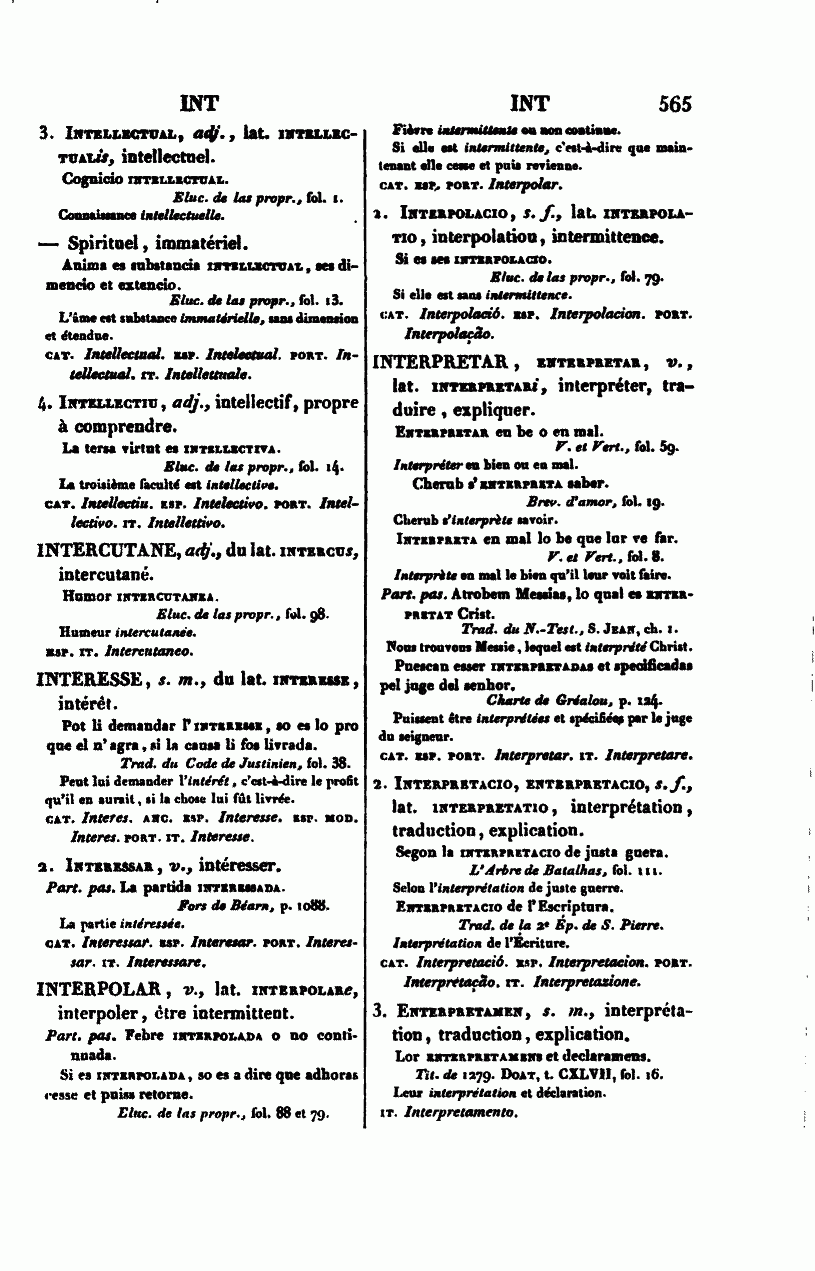 INT
3. INTELLECTUAL, adj., lat. INTELLEC-
TUALis, intellectuel.
Cognicio INTELLECTUAL.
Eluc. de las propr., fol. 1.
Connaissance intellectuelle.
— Spirituel, immatériel.
Anima es substancia INTELLECTUAL, ses di-
mencio et extencio.
Eluc. de las propr., fol. 13.
L'âme est substance immatérielle, sans dimension
et étendue.
CAT. Intellectual. ESP. Intelectual. PORT. In-
tellectual. IT. Intellettuale.
4. INTELLECTIU, adj., intellectif, propre
à comprendre.
La tersa virtut es INTELLECTIVA.
Eluc. de las propr., fol. 14.
La troisième faculté est intellective.
CAT. Intellectiu. ESP. Intelectivo. PORT. Intel-
lectivo. IT. Intellettivo.
INTERCUTANE, adj., du lat. INTERCUS,
intercutané.
Humor INTERCUTANEA.
Eluc. de las propr., fol. 98.
Humeur intercutanée.
ESP. IT. Intercutaneo.
INTERESSE, s. m., du lat. INTERESSE,
intérêt.
Pot li demandar l'INTERESSE, so es lo pro
que el n'agra, si la causa li fos livrada.
Trad. du Code de Justinien, fol. 38.
Peut lui demander l'intérêt, c'est-à-dire le profit
qu'il en aurait, si la chose lui fût livrée.
CAT. Interes. ANC. ESP. Interesse. ESP. MOD.
Interes. PORT. IT. Interesse.
2. INTERESSAR, v., intéresser.
Part. pas. La partida INTERESSADA.
Fors de Béarn, p. 1088.
La partie intéressée.
CAT. Interessar. ESP. Interesar. PORT. Interes-
sar. IT. Interessare.
INTERPOLAR, v., lat. INTERPOLARe,
interpoler, être intermittent.
Part. pas. Febre INTERPOLADA o no conti-
nuada.
Si es INTERPOLADA, so es a dire que adhoras
cesse et puiss retorne.
Eluc. de las propr., fol. 88 et 79.
INT 565
Fièvre intermittente ou non continue.
Si elle est intermittente, c'est-à-dire que main-
tenant elle cesse et puis revienne.
CAT. ESP. PORT. Interpolar.
2. INTERPOLACIO, s. f., lat. INTERPOLA-
TIO, interpolation, intermittence.
Si es ses INTERPOLACIO.
Eluc. de las propr., fol. 79.
Si elle est sans intermittence.
CAT. Interpolació. ESP. Interpolacion. PORT.
Interpolação.
INTERPRETAR, ENTERPRETAR, v.,
lat. INTERPRETARi, interpréter, tra-
duire, expliquer.
ENTERPRETAR en be o en mal.
V. et Vert., fol. 59.
Interpréter en bien ou en mal.
Cherub s'ENTERPRETA saber.
Brev. d'amor, fol. 19.
Cherub s'interprète savoir.
INTERPRETA en mal lo be que lur ve far.
V. et Vert., fol. 8.
Interprète en mal le bien qu'il leur voit faire.
Part. pas. Atrobem Messias, lo qual es ENTER-
PRETAT Crist.
Trad. du N.-Test., S. JEAN, ch. 1.
Nous trouvons Messie, lequel est interprété Christ.
Puescan esser INTERPRETADAS et specificadas
pel juge del senhor.
Charte de Gréalou, p. 124.
Puissent être interprétées et spécifiées par le juge
du seigneur.
CAT. ESP. PORT. Interpretar. IT. Interpretare.
2. INTERPRETACIO, ENTERPRETACIO, s. f.,
lat. INTERPRETATIO, interprétation,
traduction, explication.
Segon la INTERPRETACIO de justa guera.
L'Arbre de Batalhas, fol. 111.
Selon l'interprétation de juste guerre.
ENTERPRETACIO de l'Escriptura.
Trad. de la 2e Ép. de S. Pierre.
Interprétation de l'Écriture.
CAT. Interpretació. ESP. Interpretacion. PORT.
Interpretação. IT. Interpretazione.
3. ENTERPRETAMEN, s. m., interpréta-
tion, traduction, explication.
Lor ENTERPRETAMENS et declaramens.
Tit. de 1279. DOAT, t. CXLVII, fol. 16.
Leur interprétation et déclaration.
IT. Interpretamento.